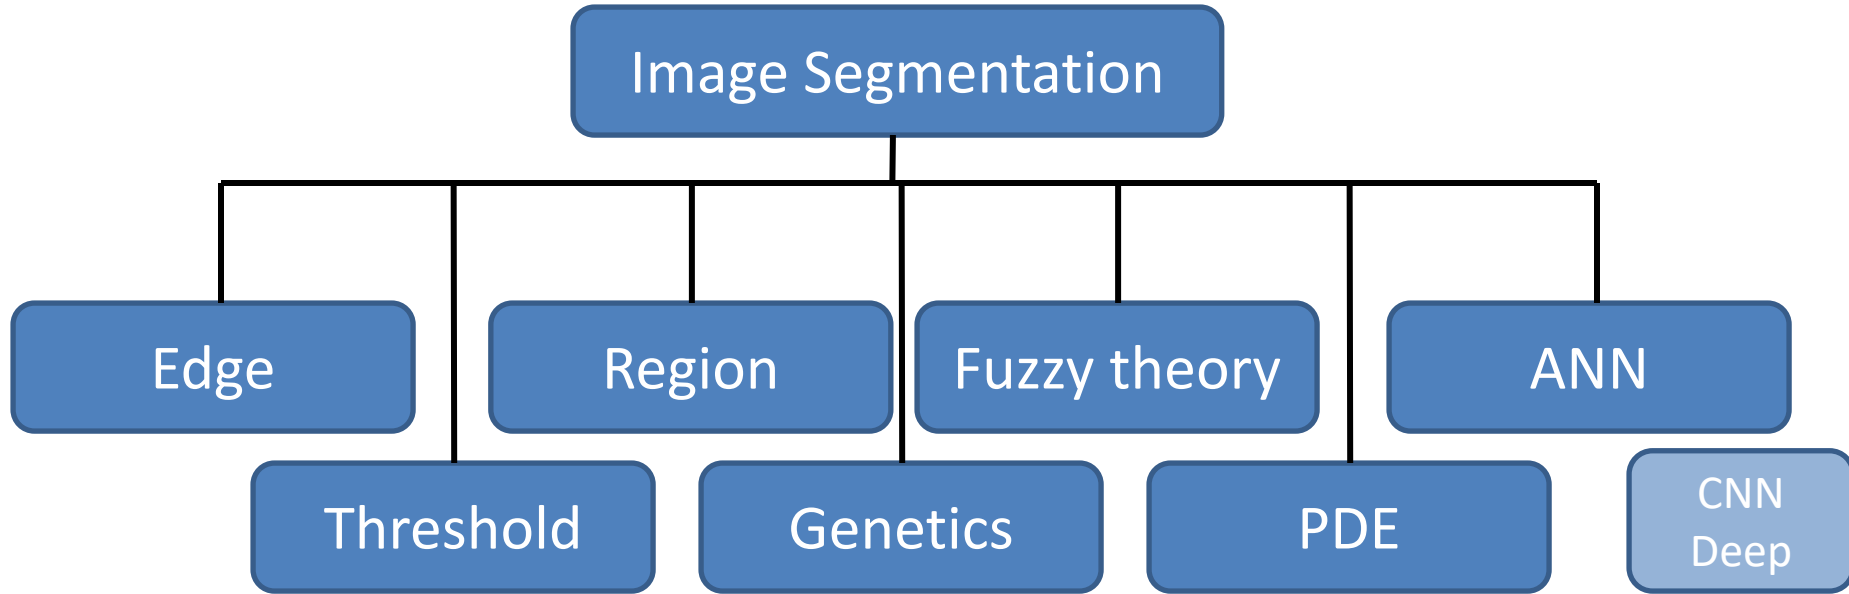 Image Segmentation
Edge
Region
Fuzzy theory
ANN
Threshold
Genetics
PDE
CNN
Deep